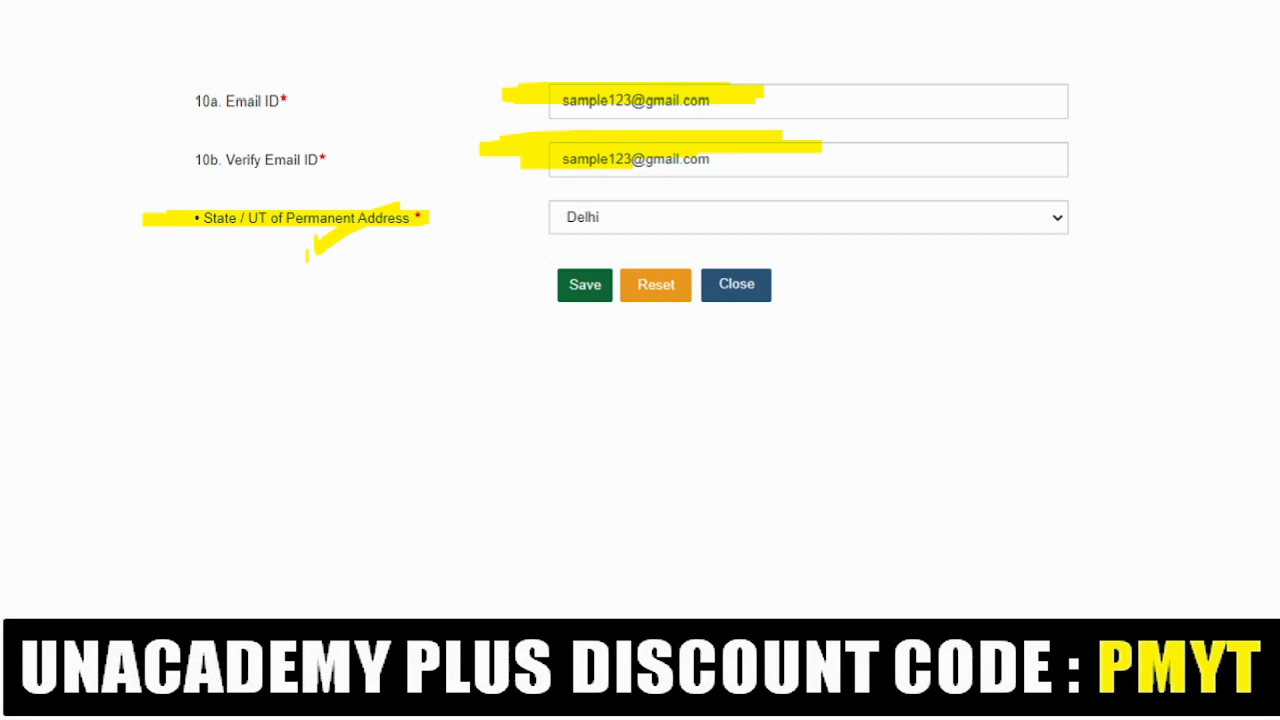 10a. Email ID* sample123@gmail.com
10b. Verify Email ID* sample123@gmail.com
• State / UT of Permanent Address * Delhi
Save Reset Close
UNACADEMY PLUS DISCOUNT CODE : PMYT